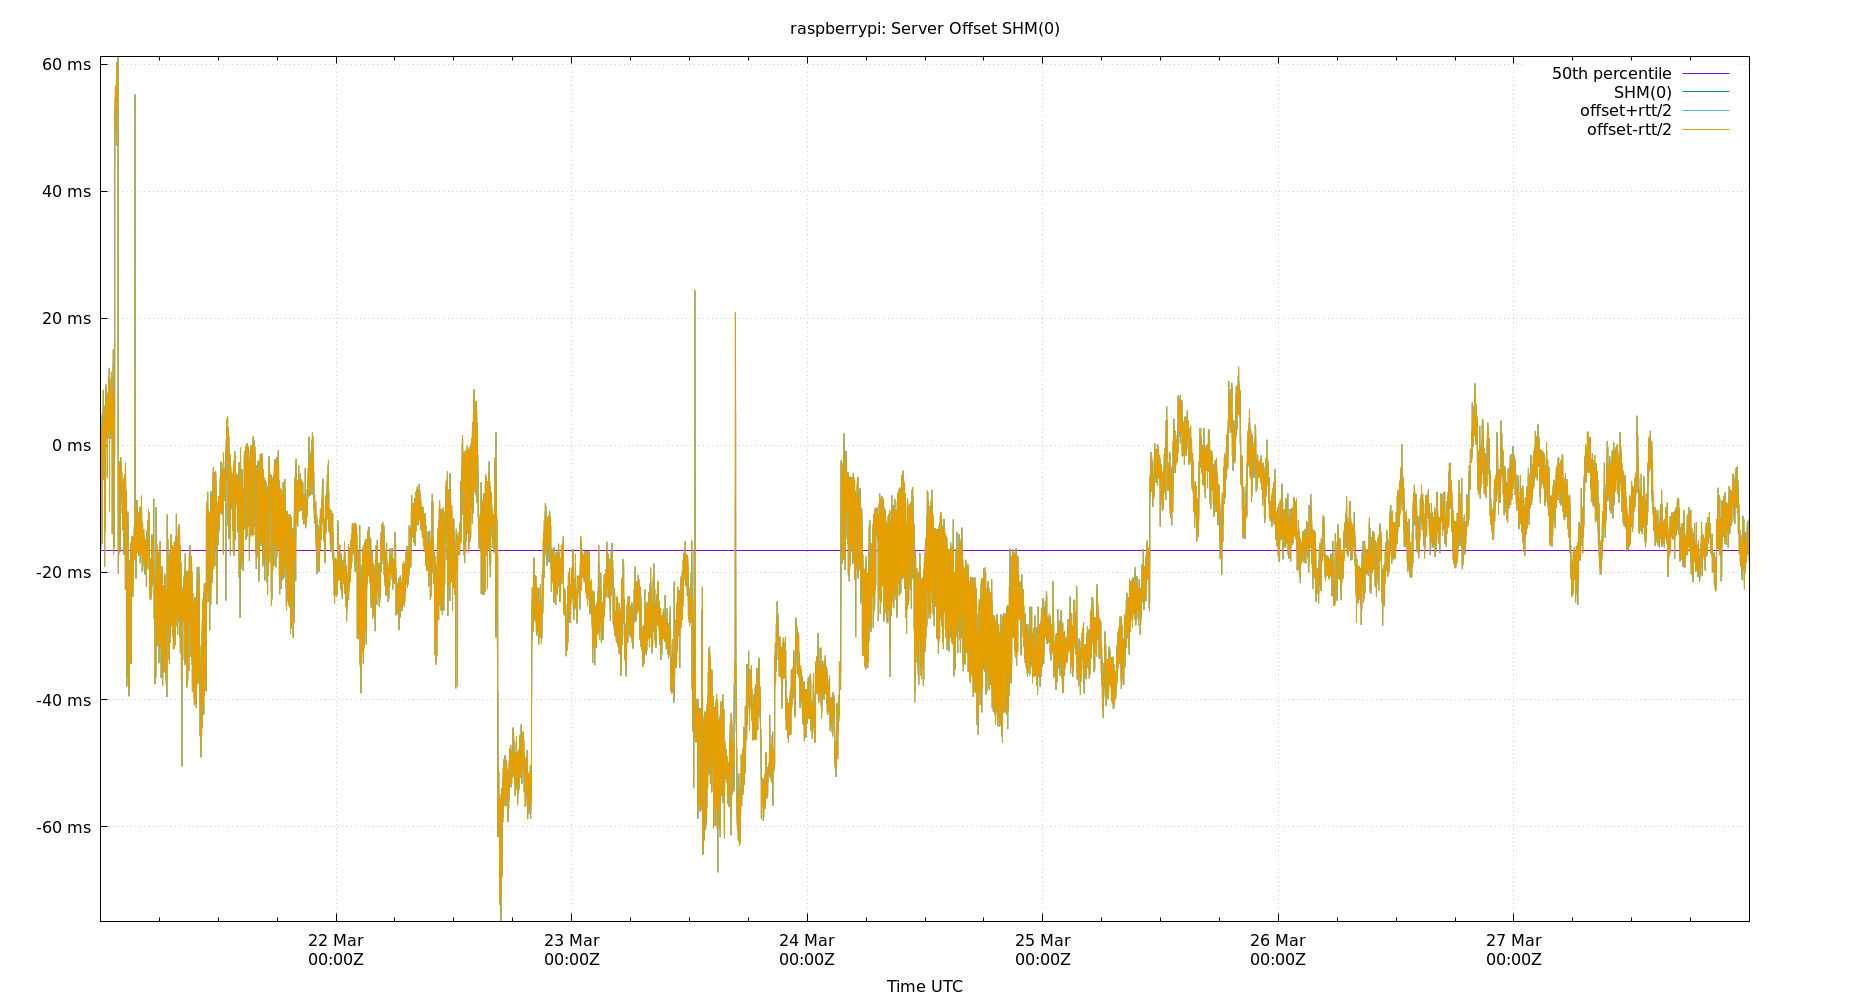 raspberrypi: Server Offset SHM(0)
60 ms
40 ms
20 ms
0 ms
-20 ms
-40 ms
-60 ms
50th percentile
SHM(0)
offset+rtt/2
offset-rtt/2
22 Mar
00:00Z
23 Mar
00:00Z
24 Mar
00:00Z
25 Mar
00:00Z
26 Mar
00:00Z
27 Mar
00:00Z
Time UTC